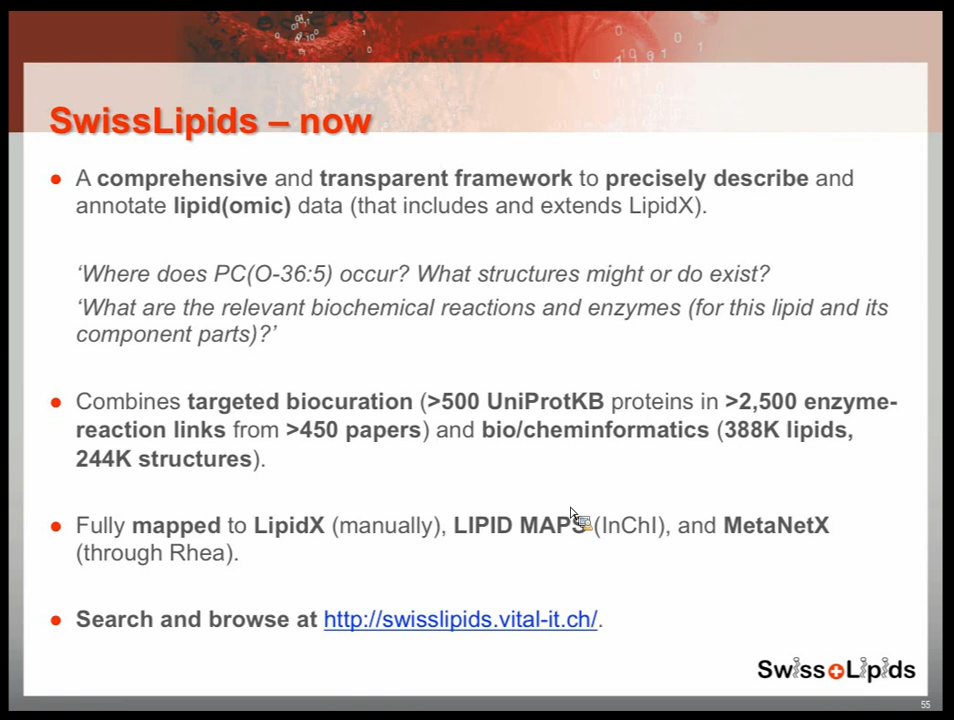 SwissLipids – now
● A comprehensive and transparent framework to precisely describe and
annotate lipid(omic) data (that includes and extends LipidX).
‘Where does PC(O-36:5) occur? What structures might or do exist?
‘What are the relevant biochemical reactions and enzymes (for this lipid and its
component parts)?’
● Combines targeted biocuration (>500 UniProtKB proteins in >2,500 enzyme-
reaction links from >450 papers) and bio/cheminformatics (388K lipids,
244K structures).
● Fully mapped to LipidX (manually), LIPID MAPS (InChI), and MetaNetX
(through Rhea).
● Search and browse at http://swisslipids.vital-it.ch/.
SwissLipids
55